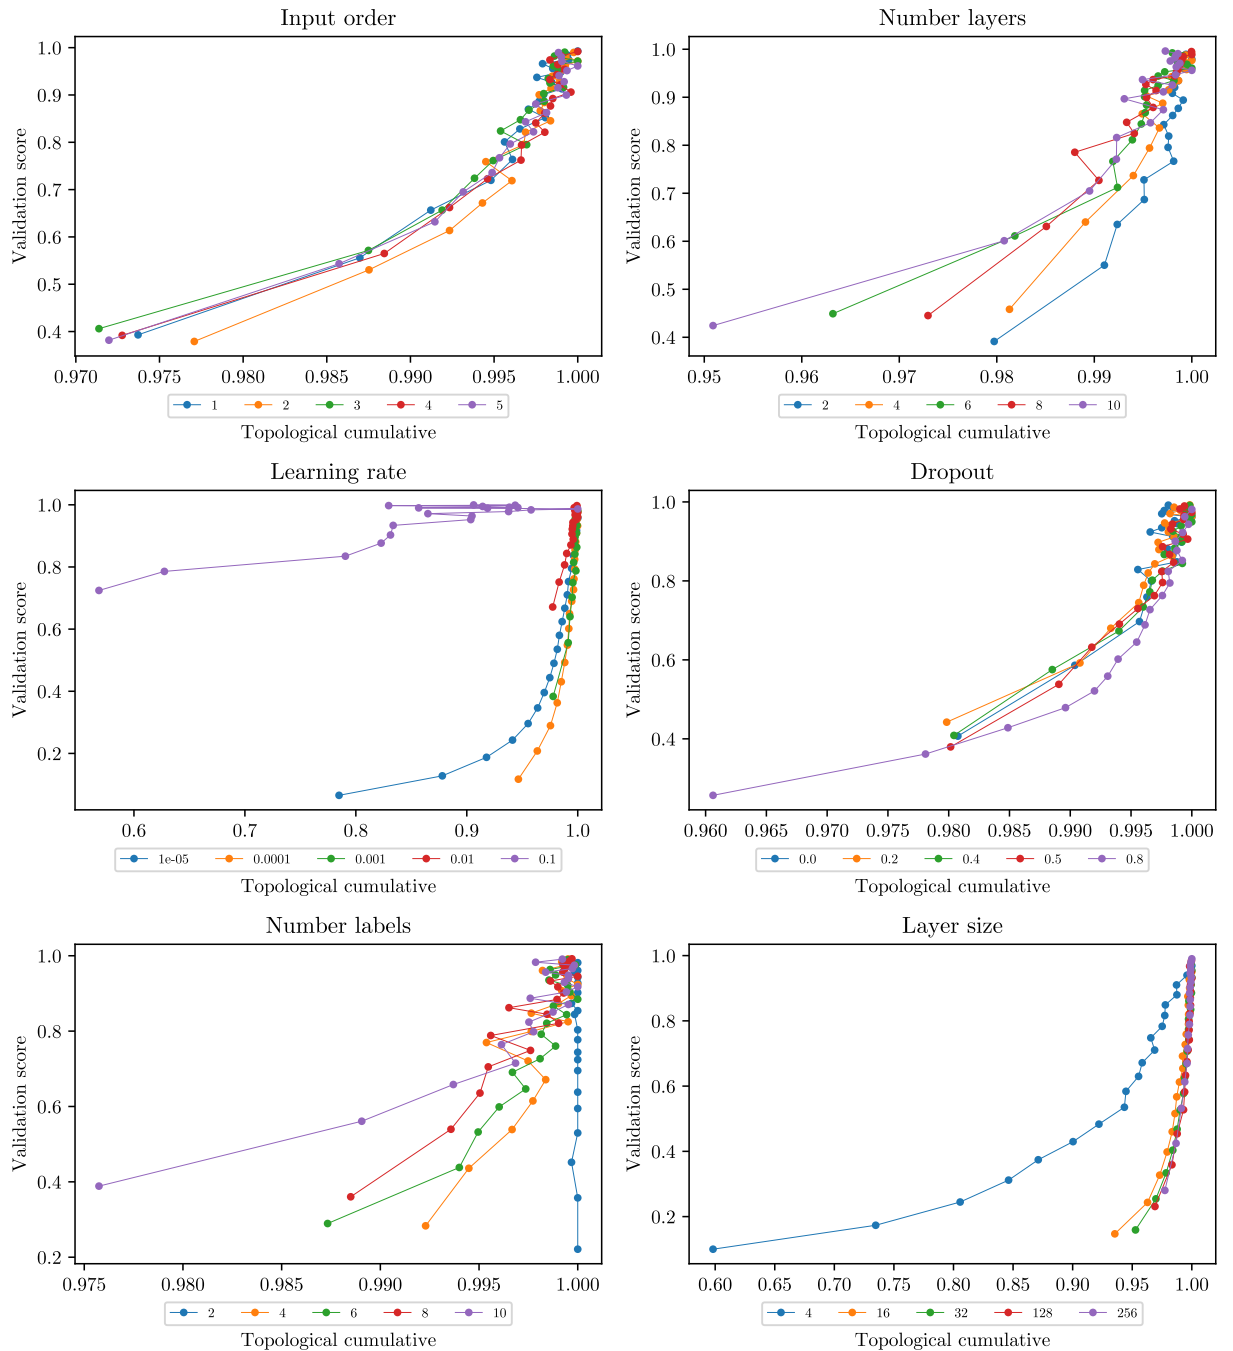 Input order
Validation score
1.0
0.9
0.8
0.7
0.6
0.5
0.4
0.970 0.975 0.980 0.985 0.990 0.995 1.000
1 2 3 4 5
Topological cumulative
Number layers
Validation score
1.0
0.9
0.8
0.7
0.6
0.5
0.4
0.95 0.96 0.97 0.98 0.99 1.00
2 4 6 8 10
Topological cumulative
Learning rate
Validation score
1.0
0.8
0.6
0.4
0.2
0.6 0.7 0.8 0.9 1.0
1e-05 0.0001 0.001 0.01 0.1
Topological cumulative
Dropout
Validation score
1.0
0.8
0.6
0.4
0.960 0.965 0.970 0.975 0.980 0.985 0.990 0.995 1.000
0.0 0.2 0.4 0.5 0.8
Topological cumulative
Number labels
Validation score
1.0
0.8
0.6
0.4
0.2
0.975 0.980 0.985 0.990 0.995 1.000
2 4 6 8 10
Topological cumulative
Layer size
Validation score
1.0
0.8
0.6
0.4
0.2
0.60 0.65 0.70 0.75 0.80 0.85 0.90 0.95 1.00
4 16 32 128 256
Topological cumulative